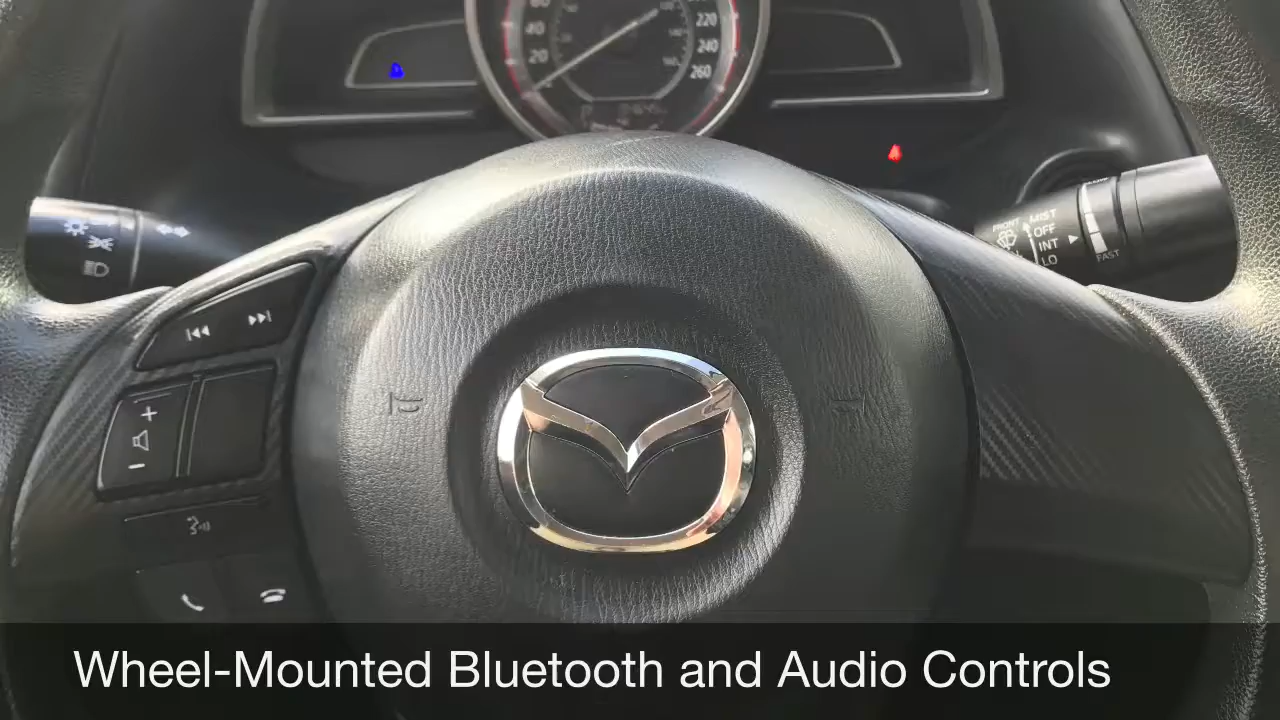 60
40
20
220
240
260
FRONT
MIST
OFF
INT
LO
FAST
Wheel-Mounted Bluetooth and Audio Controls